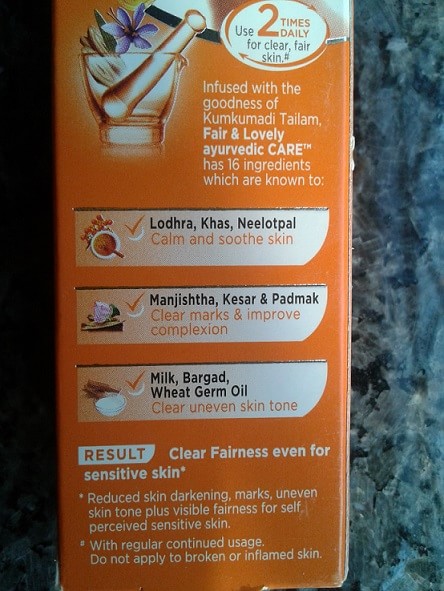 Use 2 TIMES DAILY
for clear, fair
skin.#
Infused with the
goodness of
Kumkumadi Tailam,
Fair & Lovely
ayurvedic CARE™
has 16 ingredients
which are known to:
Lodhra, Khas, Neelotpal
Calm and soothe skin
Manjishtha, Kesar & Padmak
Clear marks & improve
complexion
Milk, Bargad,
Wheat Germ Oil
Clear uneven skin tone
RESULT Clear Fairness even for
sensitive skin*
* Reduced skin darkening, marks, uneven
skin tone plus visible fairness for self
perceived sensitive skin.
# With regular continued usage.
Do not apply to broken or inflamed skin.